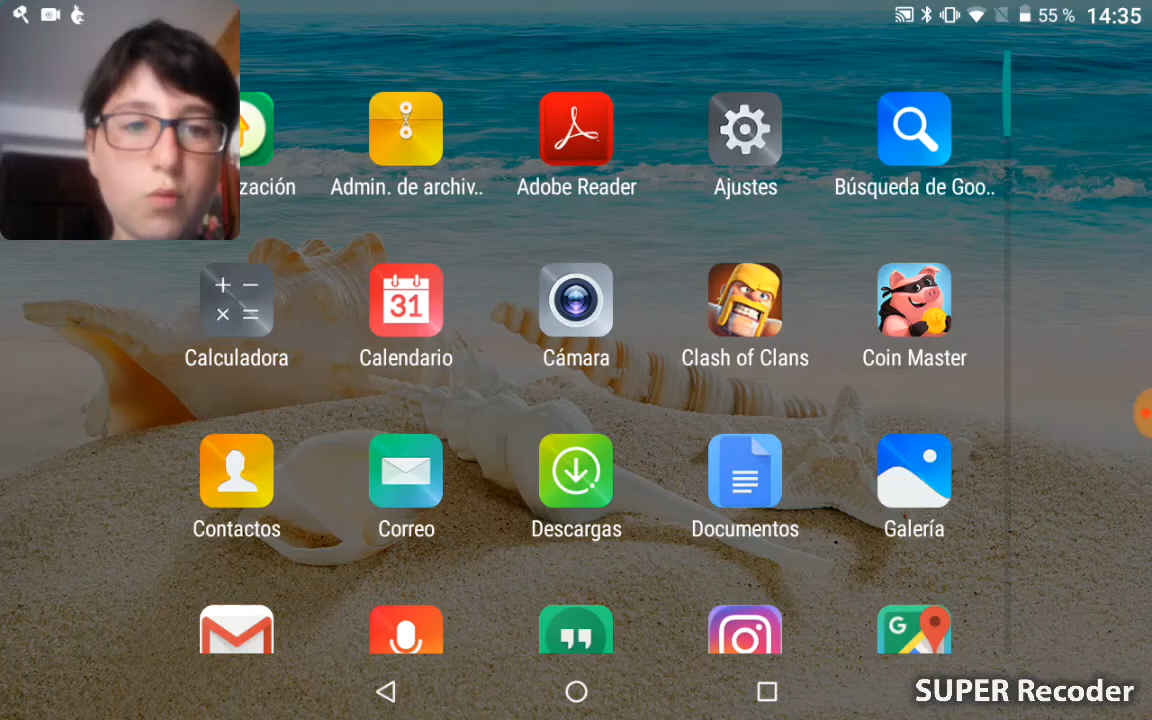 55 % 14:35
zación Admin. de archiv.. Adobe Reader Ajustes Búsqueda de Goo..
31
Calculadora Calendario Cámara Clash of Clans Coin Master
Contactos Correo Descargas Documentos Galería
G
SUPER Recoder